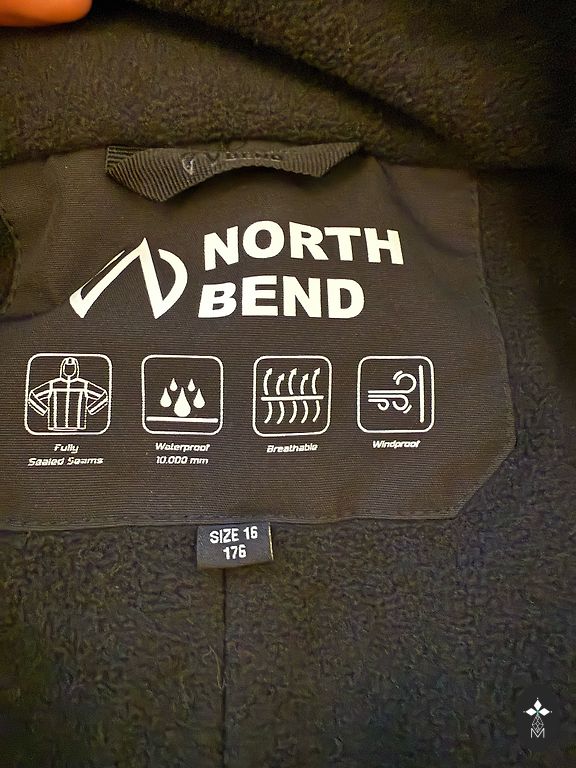 NORTH
BEND
Fully
Sealed Seams
Waterproof
10.000 mm
Breathable
Windproof
SIZE 16
176